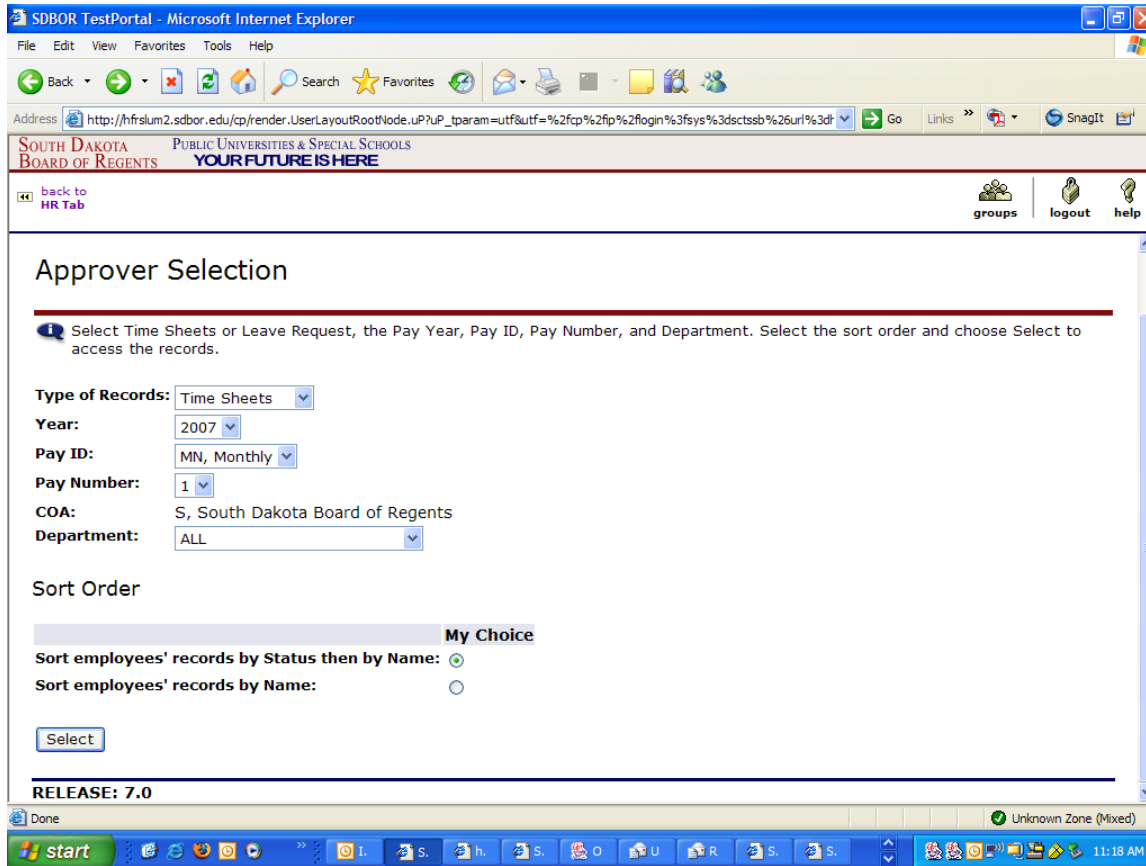 SDBOR TestPortal - Microsoft Internet Explorer
File Edit View Favorites Tools Help
Back Search Favorites
Address http://hfrslum2.sdbor.edu/cp/render.UserLayoutRootNode.uP?uP_tparam=utf&utf=%2fcp%2fip%2flogin%3fsys%3dsctssb%26url%3dh Go Links » SnagIt
SOUTH DAKOTA PUBLIC UNIVERSITIES & SPECIAL SCHOOLS
BOARD OF REGENTS YOUR FUTURE IS HERE
back to
HR Tab
groups logout help
Approver Selection
Select Time Sheets or Leave Request, the Pay Year, Pay ID, Pay Number, and Department. Select the sort order and choose Select to
access the records.
Type of Records: Time Sheets
Year: 2007
Pay ID: MN, Monthly
Pay Number: 1
COA: S, South Dakota Board of Regents
Department: ALL
Sort Order
My Choice
Sort employees' records by Status then by Name:
Sort employees' records by Name:
Select
RELEASE: 7.0
Done Unknown Zone (Mixed)
start » I. S. h. S. O U R S. S. 11:18 AM